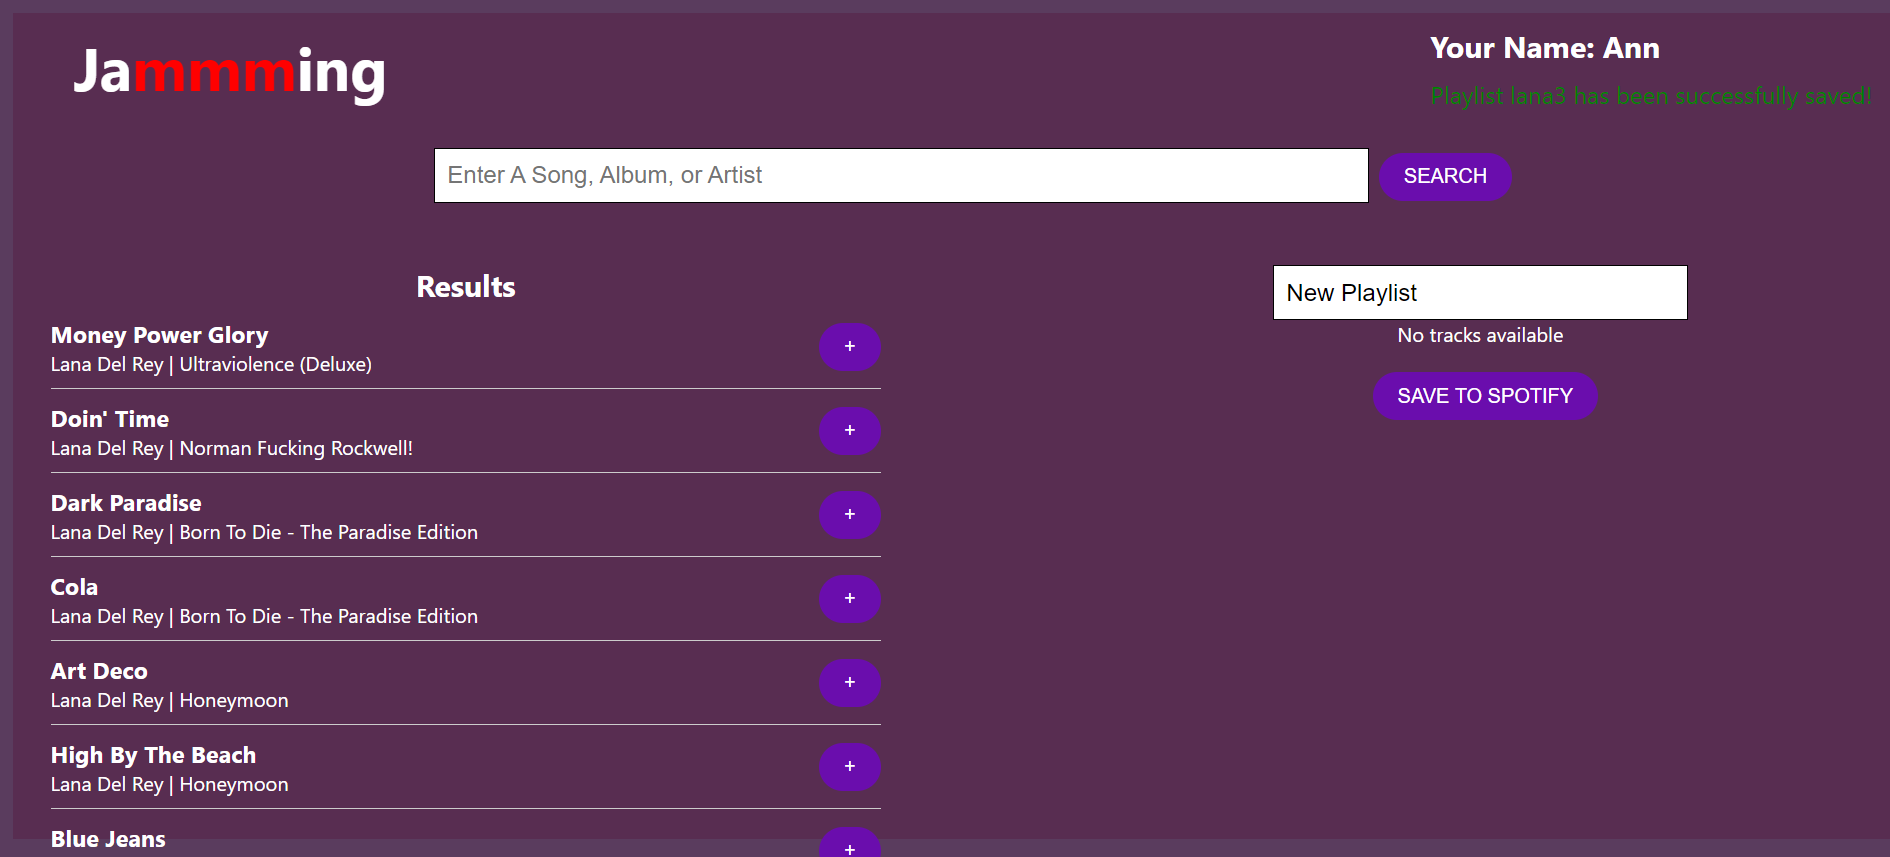 Jammming
Your Name: Ann
Playlist lana3 has been successfully saved!
Enter A Song, Album, or Artist
SEARCH
Results
Money Power Glory
Lana Del Rey | Ultraviolence (Deluxe)
+
Doin' Time
Lana Del Rey | Norman Fucking Rockwell!
+
Dark Paradise
Lana Del Rey | Born To Die - The Paradise Edition
+
Cola
Lana Del Rey | Born To Die - The Paradise Edition
+
Art Deco
Lana Del Rey | Honeymoon
+
High By The Beach
Lana Del Rey | Honeymoon
+
Blue Jeans
+
New Playlist
No tracks available
SAVE TO SPOTIFY